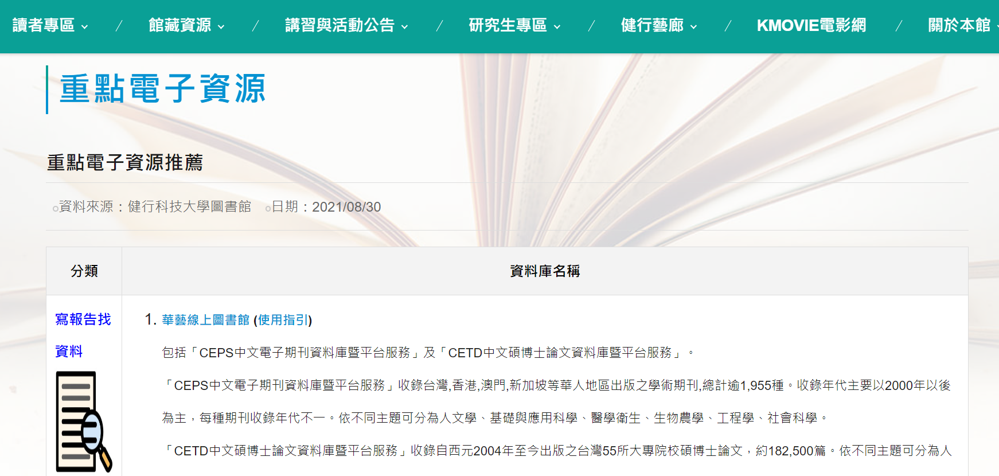 讀者專區 / 館藏資源 / 講習與活動公告 / 研究生專區 / 健行藝廊 / KMOVIE電影網 / 關於本館
重點電子資源
重點電子資源推薦
資料來源：健行科技大學圖書館 日期：2021/08/30
分類 資料庫名稱
寫報告找
資料
1. 華藝線上圖書館 (使用指引)
包括「CEPS中文電子期刊資料庫暨平台服務」及「CETD中文碩博士論文資料庫暨平台服務」。
「CEPS中文電子期刊資料庫暨平台服務」收錄台灣,香港,澳門,新加坡等華人地區出版之學術期刊,總計逾1,955種。收錄年代主要以2000年以後
為主，每種期刊收錄年代不一。依不同主題可分為人文學、基礎與應用科學、醫學衛生、生物農學、工程學、社會科學。
「CETD中文碩博士論文資料庫暨平台服務」收錄自西元2004年至今出版之台灣55所大專院校碩博士論文，約182,500篇。依不同主題可分為人